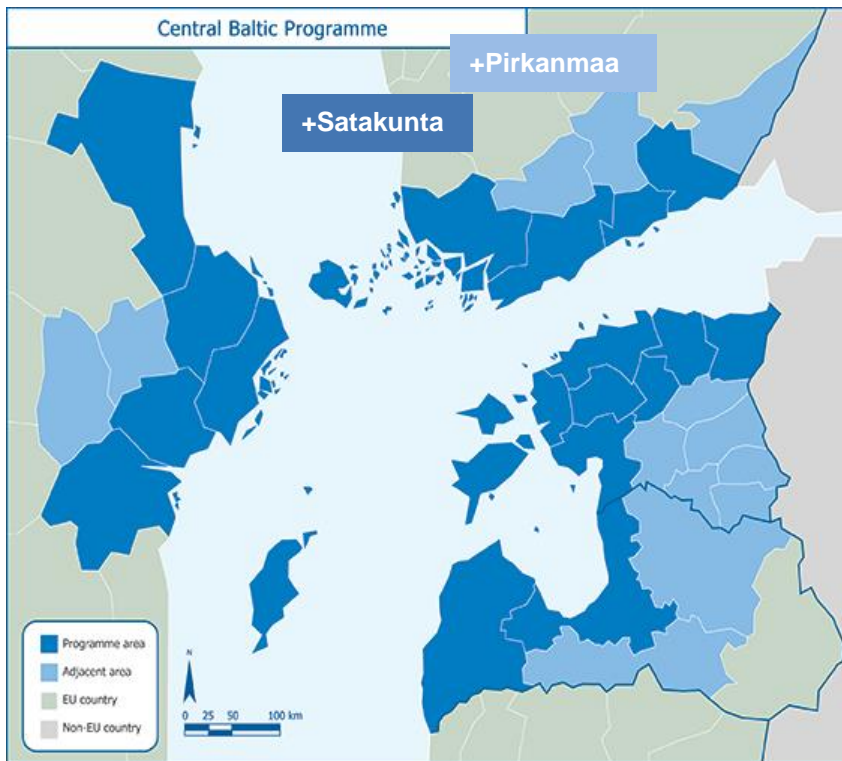 Central Baltic Programme
+Pirkanmaa
+Satakunta
Programme area
Adjacent area
EU country
Non-EU country
N
0 25 50 100 km